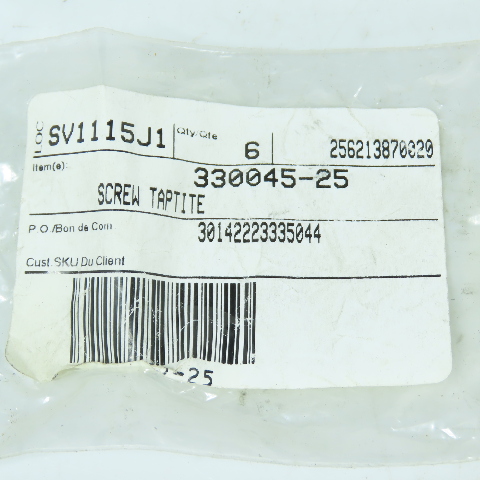 LOC SV1115J1 Qty/Qte 6 256213870020
Item(e): 330045-25
SCREW TAPTITE
P.O./Bon de Com 30142223335044
Cust.SKU Du Client
-25